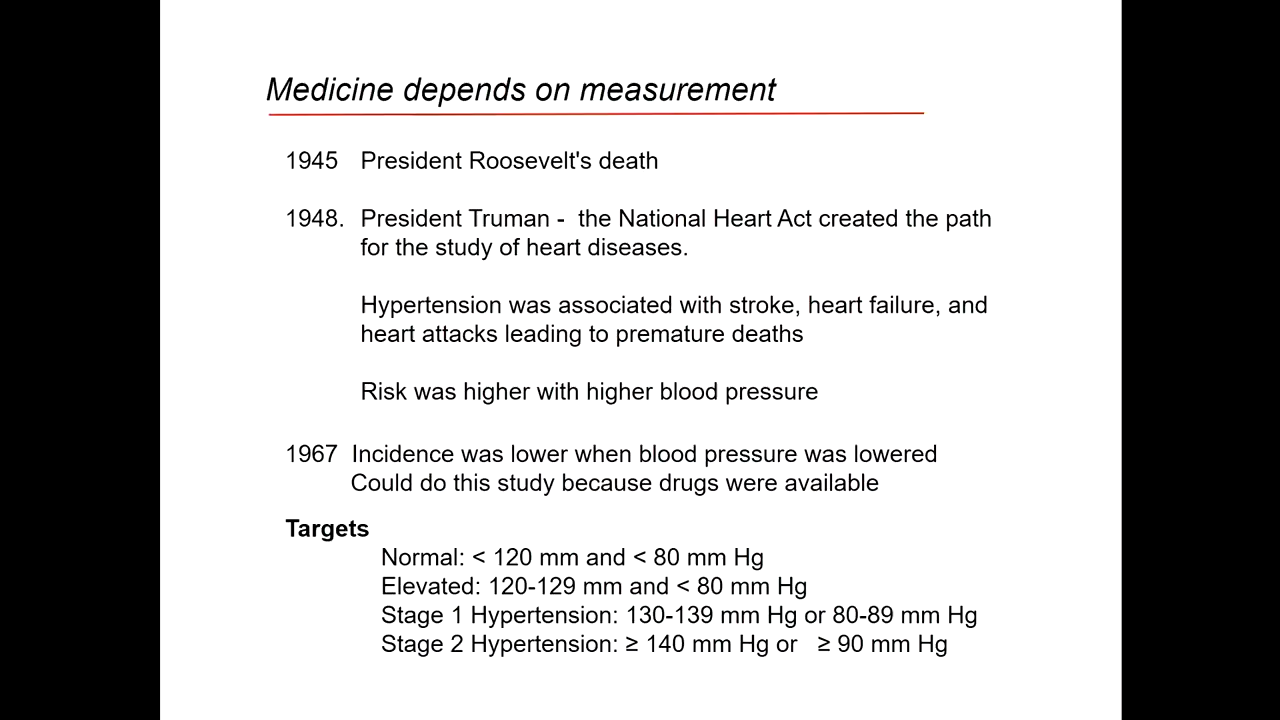 Medicine depends on measurement
1945 President Roosevelt's death
1948. President Truman - the National Heart Act created the path
for the study of heart diseases.
Hypertension was associated with stroke, heart failure, and
heart attacks leading to premature deaths
Risk was higher with higher blood pressure
1967 Incidence was lower when blood pressure was lowered
Could do this study because drugs were available
Targets
Normal: < 120 mm and < 80 mm Hg
Elevated: 120-129 mm and < 80 mm Hg
Stage 1 Hypertension: 130-139 mm Hg or 80-89 mm Hg
Stage 2 Hypertension: ≥ 140 mm Hg or ≥ 90 mm Hg